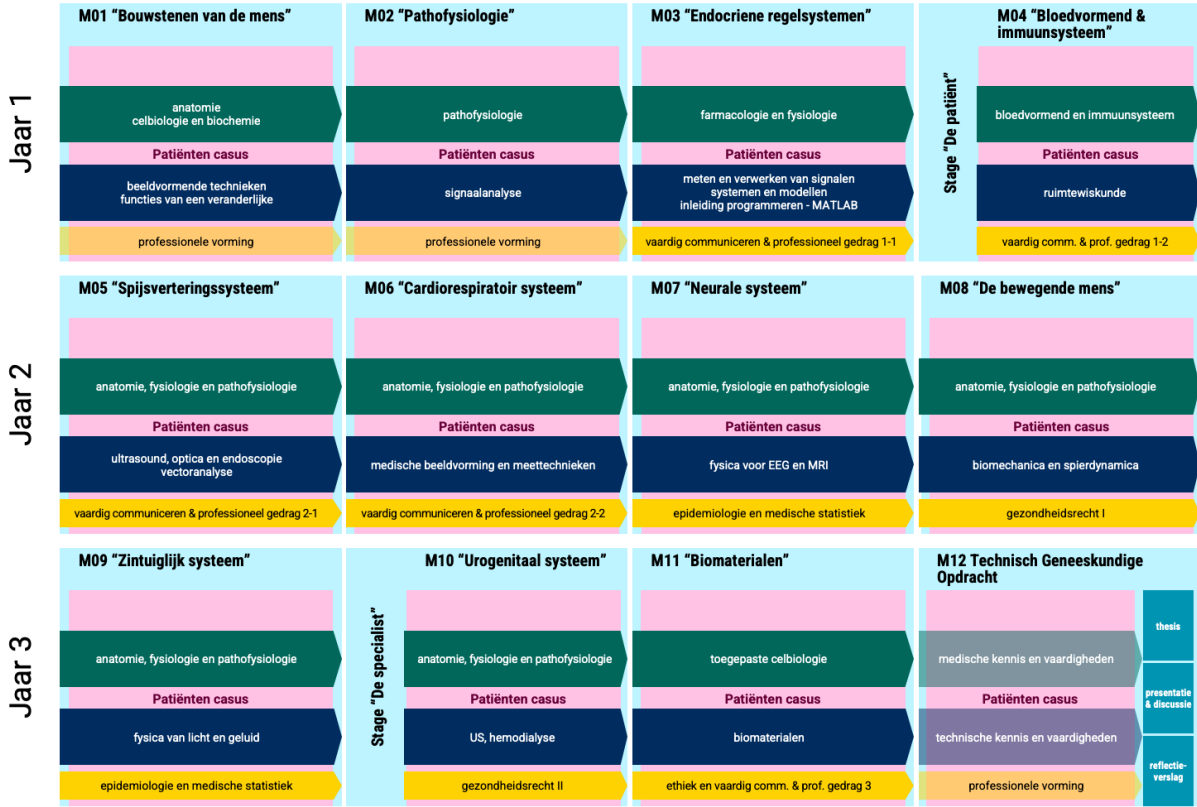 Jaar 1
M01 “Bouwstenen van de mens”
anatomie
celbiologie en biochemie
Patiënten casus
beeldvormende technieken
functies van een veranderlijke
professionele vorming
M02 “Pathofysiologie”
pathofysiologie
Patiënten casus
signaalanalyse
professionele vorming
M03 “Endocriene regelsystemen”
farmacologie en fysiologie
Patiënten casus
meten en verwerken van signalen
systemen en modellen
inleiding programmeren - MATLAB
vaardig communiceren & professioneel gedrag 1-1
Stage “De patiënt”
M04 “Bloedvormend &
immuunsysteem”
bloedvormend en immuunsysteem
Patiënten casus
ruimtewiskunde
vaardig comm. & prof. gedrag 1-2
Jaar 2
M05 “Spijsverteringssysteem”
anatomie, fysiologie en pathofysiologie
Patiënten casus
ultrasound, optica en endoscopie
vectoranalyse
vaardig communiceren & professioneel gedrag 2-1
M06 “Cardiorespiratoir systeem”
anatomie, fysiologie en pathofysiologie
Patiënten casus
medische beeldvorming en meettechnieken
vaardig communiceren & professioneel gedrag 2-2
M07 “Neurale systeem”
anatomie, fysiologie en pathofysiologie
Patiënten casus
fysica voor EEG en MRI
epidemiologie en medische statistiek
M08 “De bewegende mens”
anatomie, fysiologie en pathofysiologie
Patiënten casus
biomechanica en spierdynamica
gezondheidsrecht I
Jaar 3
M09 “Zintuiglijk systeem”
anatomie, fysiologie en pathofysiologie
Patiënten casus
fysica van licht en geluid
epidemiologie en medische statistiek
Stage “De specialist”
M10 “Urogenitaal systeem”
anatomie, fysiologie en pathofysiologie
Patiënten casus
US, hemodialyse
gezondheidsrecht II
M11 “Biomaterialen”
toegepaste celbiologie
Patiënten casus
biomaterialen
ethiek en vaardig comm. & prof. gedrag 3
M12 Technisch Geneeskundige
Opdracht
medische kennis en vaardigheden
Patiënten casus
technische kennis en vaardigheden
professionele vorming
thesis
presentatie
& discussie
reflectie-
verslag